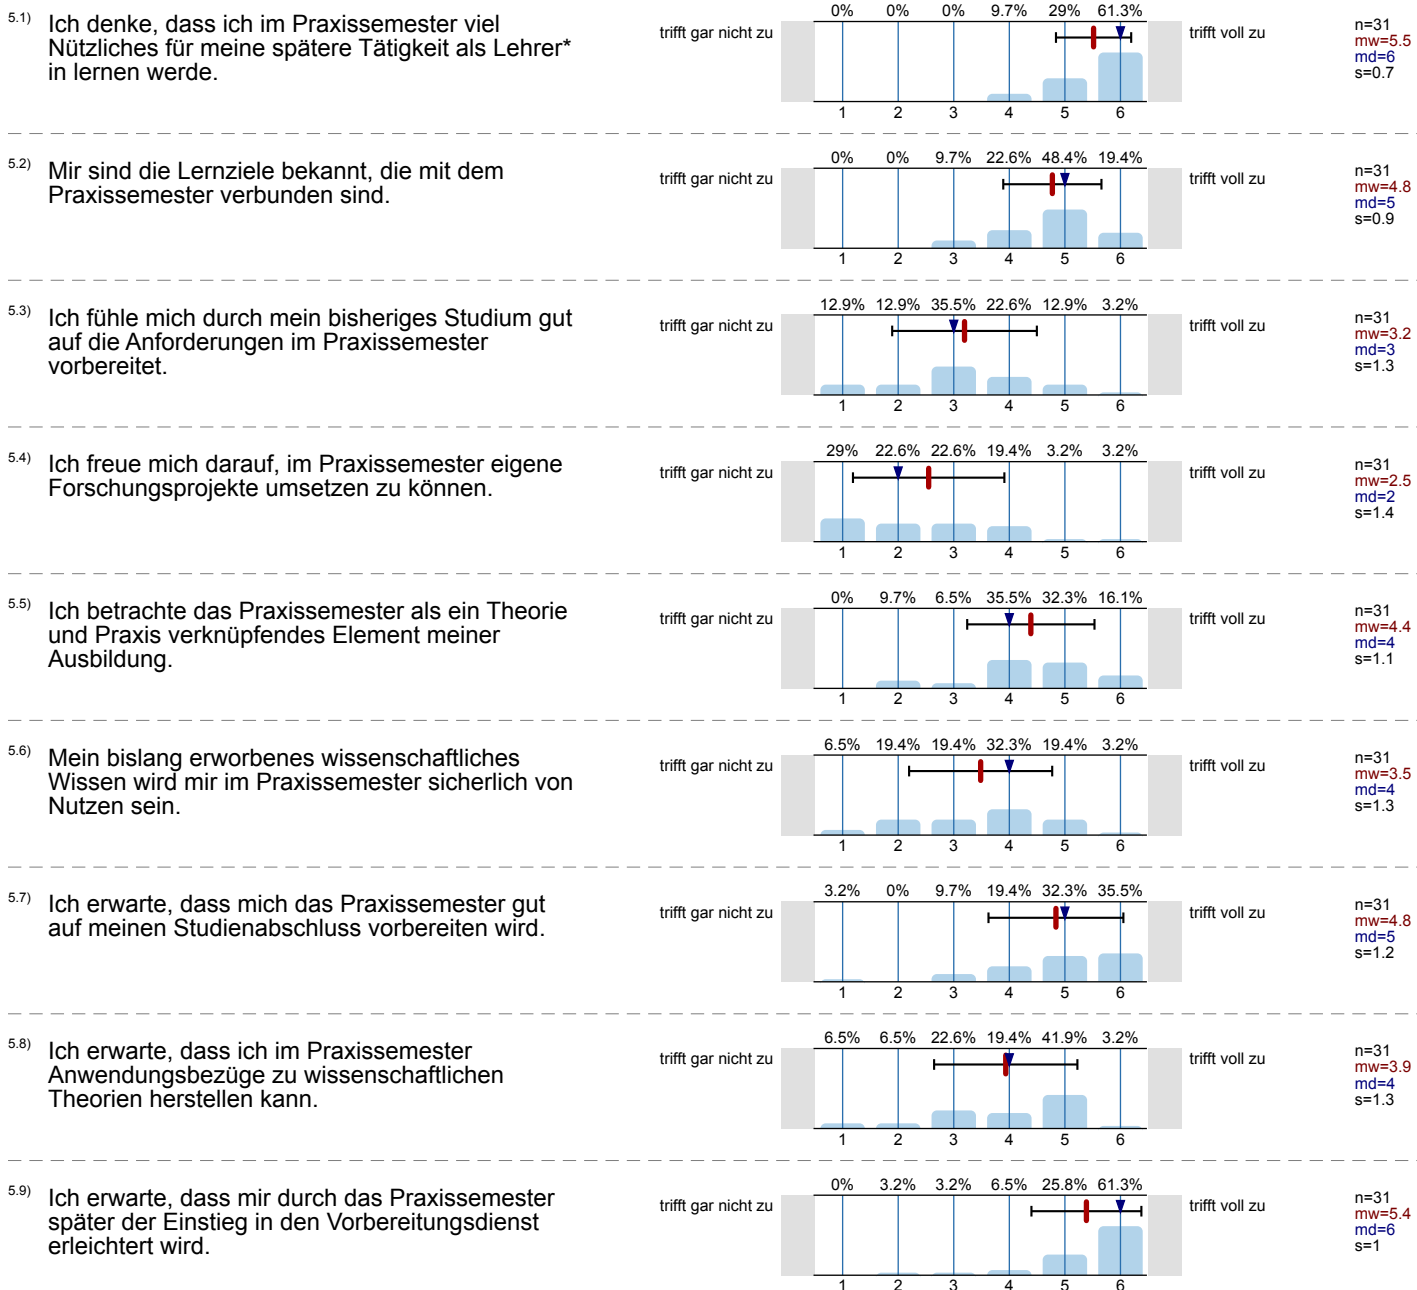 5.1) Ich denke, dass ich im Praxissemester viel
Nützliches für meine spätere Tätigkeit als Lehrer*
in lernen werde.
trifft gar nicht zu
0% 0% 0% 9.7% 29% 61.3%
1 2 3 4 5 6
trifft voll zu
n=31
mw=5.5
md=6
s=0.7
5.2) Mir sind die Lernziele bekannt, die mit dem
Praxissemester verbunden sind.
trifft gar nicht zu
0% 0% 9.7% 22.6% 48.4% 19.4%
1 2 3 4 5 6
trifft voll zu
n=31
mw=4.8
md=5
s=0.9
5.3) Ich fühle mich durch mein bisheriges Studium gut
auf die Anforderungen im Praxissemester
vorbereitet.
trifft gar nicht zu
12.9% 12.9% 35.5% 22.6% 12.9% 3.2%
1 2 3 4 5 6
trifft voll zu
n=31
mw=3.2
md=3
s=1.3
5.4) Ich freue mich darauf, im Praxissemester eigene
Forschungsprojekte umsetzen zu können.
trifft gar nicht zu
29% 22.6% 22.6% 19.4% 3.2% 3.2%
1 2 3 4 5 6
trifft voll zu
n=31
mw=2.5
md=2
s=1.4
5.5) Ich betrachte das Praxissemester als ein Theorie
und Praxis verknüpfendes Element meiner
Ausbildung.
trifft gar nicht zu
0% 9.7% 6.5% 35.5% 32.3% 16.1%
1 2 3 4 5 6
trifft voll zu
n=31
mw=4.4
md=4
s=1.1
5.6) Mein bislang erworbenes wissenschaftliches
Wissen wird mir im Praxissemester sicherlich von
Nutzen sein.
trifft gar nicht zu
6.5% 19.4% 19.4% 32.3% 19.4% 3.2%
1 2 3 4 5 6
trifft voll zu
n=31
mw=3.5
md=4
s=1.3
5.7) Ich erwarte, dass mich das Praxissemester gut
auf meinen Studienabschluss vorbereiten wird.
trifft gar nicht zu
3.2% 0% 9.7% 19.4% 32.3% 35.5%
1 2 3 4 5 6
trifft voll zu
n=31
mw=4.8
md=5
s=1.2
5.8) Ich erwarte, dass ich im Praxissemester
Anwendungsbezüge zu wissenschaftlichen
Theorien herstellen kann.
trifft gar nicht zu
6.5% 6.5% 22.6% 19.4% 41.9% 3.2%
1 2 3 4 5 6
trifft voll zu
n=31
mw=3.9
md=4
s=1.3
5.9) Ich erwarte, dass mir durch das Praxissemester
später der Einstieg in den Vorbereitungsdienst
erleichtert wird.
trifft gar nicht zu
0% 3.2% 3.2% 6.5% 25.8% 61.3%
1 2 3 4 5 6
trifft voll zu
n=31
mw=5.4
md=6
s=1